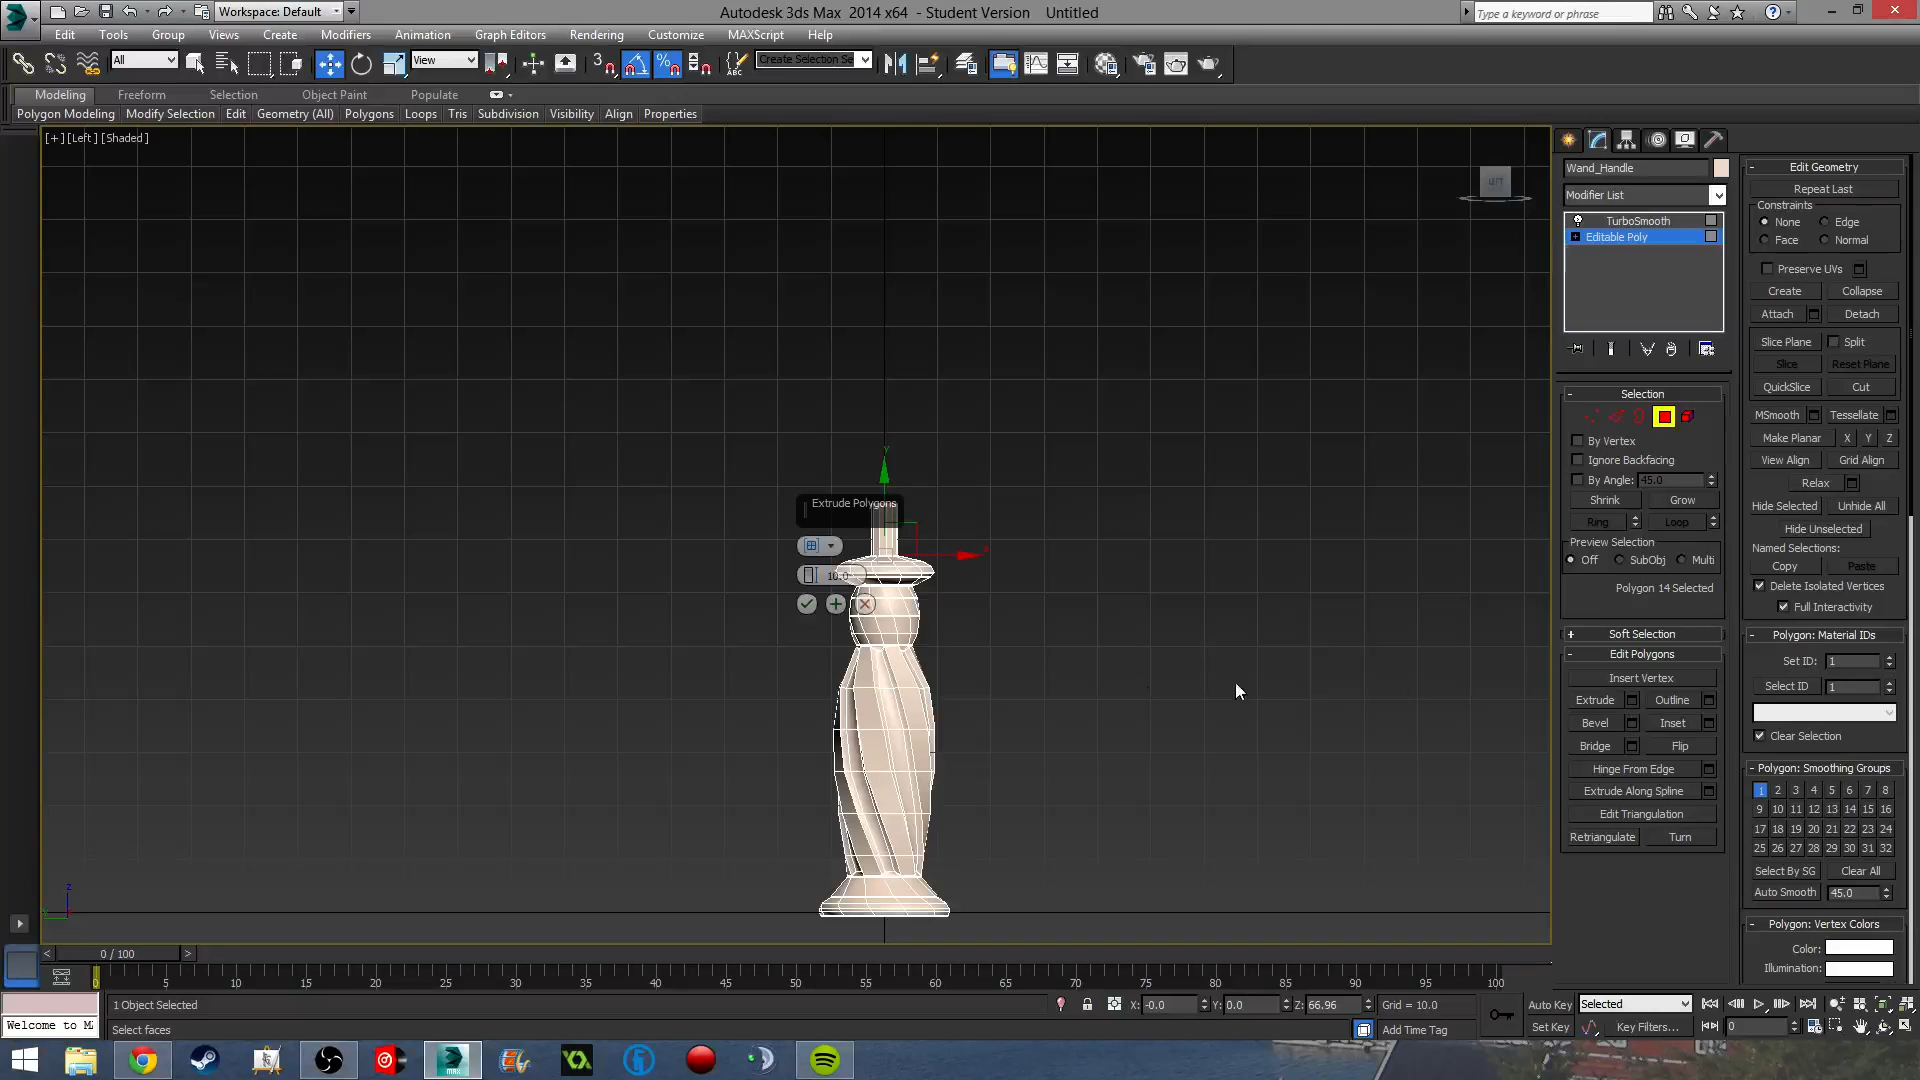 Workspace: Default
Autodesk 3ds Max 2014 x64 - Student Version Untitled
Type a keyword or phrase
Edit Tools Group Views Create Modifiers Animation Graph Editors Rendering Customize MAXScript Help
All
View
3
%
ABC
Create Selection Se
Modeling Freeform Selection Object Paint Populate
Polygon Modeling Modify Selection Edit Geometry (All) Polygons Loops Tris Subdivision Visibility Align Properties
[+] [Left] [Shaded]
LEFT
Extrude Polygons
10.0
Wand_Handle
Modifier List
TurboSmooth
Editable Poly
Selection
By Vertex
Ignore Backfacing
By Angle: 45.0
Shrink Grow
Ring Loop
Preview Selection
Off SubObj Multi
Polygon 14 Selected
Soft Selection
Edit Polygons
Insert Vertex
Extrude Outline
Bevel Inset
Bridge Flip
Hinge From Edge
Extrude Along Spline
Edit Triangulation
Retriangulate Turn
Edit Geometry
Repeat Last
Constraints
None Edge
Face Normal
Preserve UVs
Create Collapse
Attach Detach
Slice Plane Split
Slice Reset Plane
QuickSlice Cut
MSmooth Tessellate
Make Planar X Y Z
View Align Grid Align
Relax
Hide Selected Unhide All
Hide Unselected
Named Selections:
Copy Paste
Delete Isolated Vertices
Full Interactivity
Polygon: Material IDs
Set ID: 1
Select ID 1
Clear Selection
Polygon: Smoothing Groups
1 2 3 4 5 6 7 8
9 10 11 12 13 14 15 16
17 18 19 20 21 22 23 24
25 26 27 28 29 30 31 32
Select By SG Clear All
Auto Smooth 45.0
Polygon: Vertex Colors
Color:
Illumination:
0 / 100
0 5 10 15 20 25 30 35 40 45 50 55 60 65 70 75 80 85 90 95 100
1 Object Selected
X: -0.0 Y: 0.0 Z: 66.96 Grid = 10.0
Auto Key Selected
Welcome to M
Select faces
Add Time Tag
Set Key Key Filters...
0
MAX